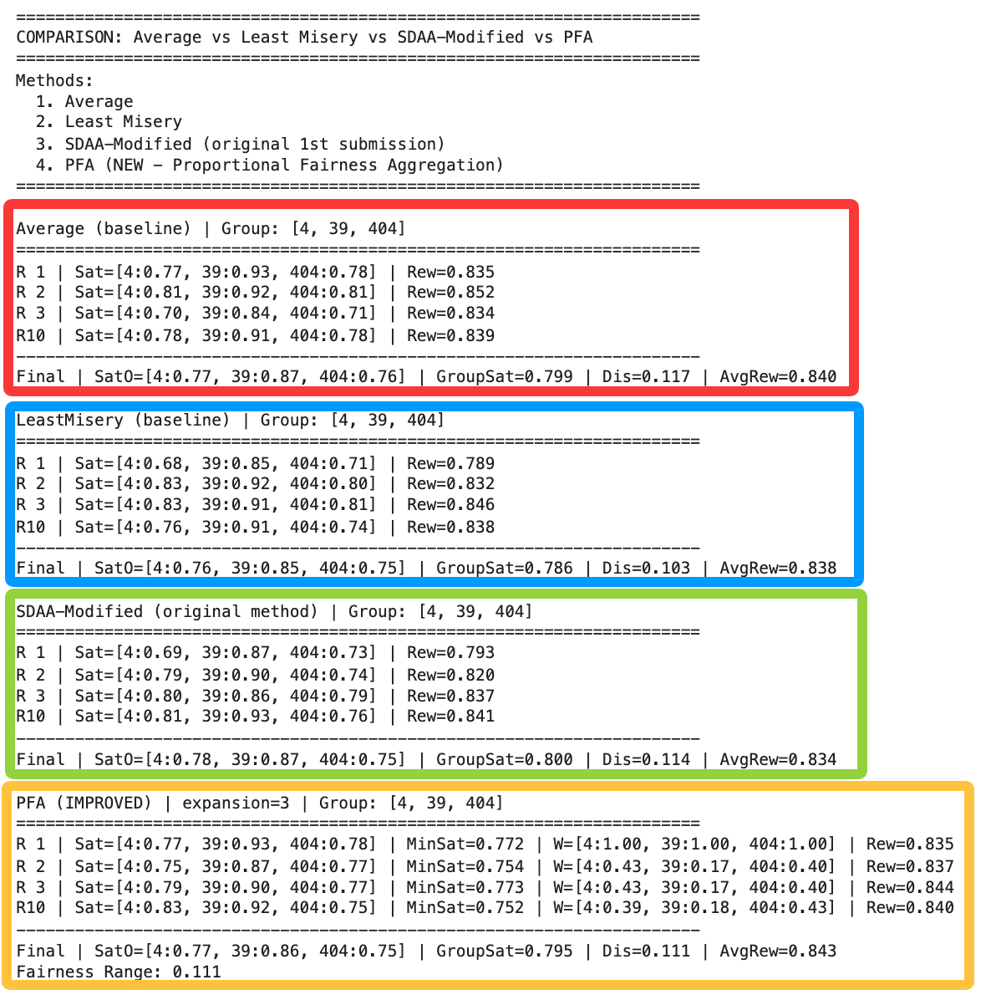 ======================================================================
COMPARISON: Average vs Least Misery vs SDAA-Modified vs PFA
======================================================================
Methods:
  1. Average
  2. Least Misery
  3. SDAA-Modified (original 1st submission)
  4. PFA (NEW - Proportional Fairness Aggregation)
======================================================================
Average (baseline) | Group: [4, 39, 404]
======================================================================
R 1 | Sat=[4:0.77, 39:0.93, 404:0.78] | Rew=0.835
R 2 | Sat=[4:0.81, 39:0.92, 404:0.81] | Rew=0.852
R 3 | Sat=[4:0.70, 39:0.84, 404:0.71] | Rew=0.834
R10 | Sat=[4:0.78, 39:0.91, 404:0.78] | Rew=0.839
----------------------------------------------------------------------
Final | SatO=[4:0.77, 39:0.87, 404:0.76] | GroupSat=0.799 | Dis=0.117 | AvgRew=0.840
LeastMisery (baseline) | Group: [4, 39, 404]
======================================================================
R 1 | Sat=[4:0.68, 39:0.85, 404:0.71] | Rew=0.789
R 2 | Sat=[4:0.83, 39:0.92, 404:0.80] | Rew=0.832
R 3 | Sat=[4:0.83, 39:0.91, 404:0.81] | Rew=0.846
R10 | Sat=[4:0.76, 39:0.91, 404:0.74] | Rew=0.838
----------------------------------------------------------------------
Final | SatO=[4:0.76, 39:0.85, 404:0.75] | GroupSat=0.786 | Dis=0.103 | AvgRew=0.838
SDAA-Modified (original method) | Group: [4, 39, 404]
======================================================================
R 1 | Sat=[4:0.69, 39:0.87, 404:0.73] | Rew=0.793
R 2 | Sat=[4:0.79, 39:0.90, 404:0.74] | Rew=0.820
R 3 | Sat=[4:0.80, 39:0.86, 404:0.79] | Rew=0.837
R10 | Sat=[4:0.81, 39:0.93, 404:0.76] | Rew=0.841
----------------------------------------------------------------------
Final | SatO=[4:0.78, 39:0.87, 404:0.75] | GroupSat=0.800 | Dis=0.114 | AvgRew=0.834
PFA (IMPROVED) | expansion=3 | Group: [4, 39, 404]
======================================================================
R 1 | Sat=[4:0.77, 39:0.93, 404:0.78] | MinSat=0.772 | W=[4:1.00, 39:1.00, 404:1.00] | Rew=0.835
R 2 | Sat=[4:0.75, 39:0.87, 404:0.77] | MinSat=0.754 | W=[4:0.43, 39:0.17, 404:0.40] | Rew=0.837
R 3 | Sat=[4:0.79, 39:0.90, 404:0.77] | MinSat=0.773 | W=[4:0.43, 39:0.17, 404:0.40] | Rew=0.844
R10 | Sat=[4:0.83, 39:0.92, 404:0.75] | MinSat=0.752 | W=[4:0.39, 39:0.18, 404:0.43] | Rew=0.840
----------------------------------------------------------------------
Final | SatO=[4:0.77, 39:0.86, 404:0.75] | GroupSat=0.795 | Dis=0.111 | AvgRew=0.843
Fairness Range: 0.111